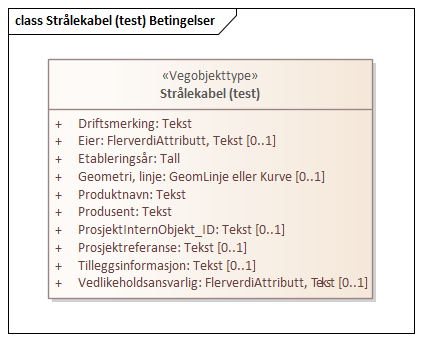 class Strålekabel (test) Betingelser
«Vegobjekttype»
Strålekabel (test)
+ Driftsmerking: Tekst
+ Eier: FlerverdiAttributt, Tekst [0..1]
+ Etableringsår: Tall
+ Geometri, linje: GeomLinje eller Kurve [0..1]
+ Produktnavn: Tekst
+ Produsent: Tekst
+ ProsjektInternObjekt_ID: Tekst [0..1]
+ Prosjektreferanse: Tekst [0..1]
+ Tilleggsinformasjon: Tekst [0..1]
+ Vedlikeholdsansvarlig: FlerverdiAttributt, Tekst [0..1]